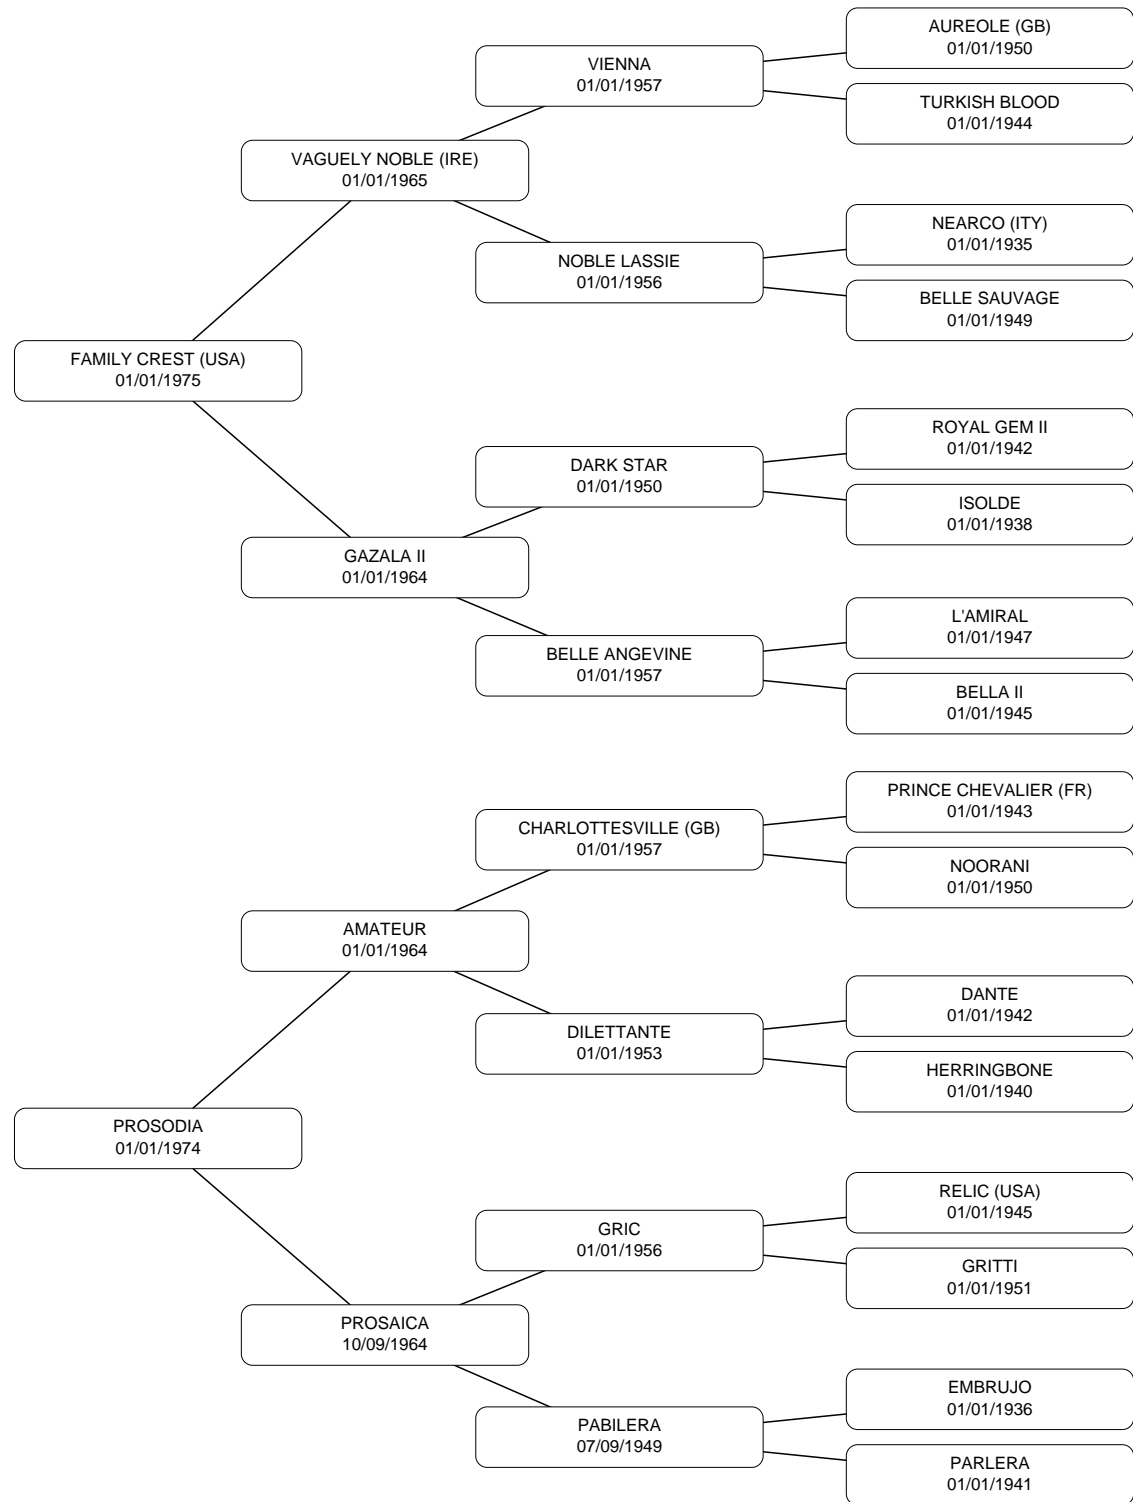 AUREOLE (GB)
01/01/1950
VIENNA
01/01/1957
TURKISH BLOOD
01/01/1944
VAGUELY NOBLE (IRE)
01/01/1965
NEARCO (ITY)
01/01/1935
NOBLE LASSIE
01/01/1956
BELLE SAUVAGE
01/01/1949
FAMILY CREST (USA)
01/01/1975
ROYAL GEM II
01/01/1942
DARK STAR
01/01/1950
ISOLDE
01/01/1938
GAZALA II
01/01/1964
L'AMIRAL
01/01/1947
BELLE ANGEVINE
01/01/1957
BELLA II
01/01/1945
PRINCE CHEVALIER (FR)
01/01/1943
CHARLOTTESVILLE (GB)
01/01/1957
NOORANI
01/01/1950
AMATEUR
01/01/1964
DANTE
01/01/1942
DILETTANTE
01/01/1953
HERRINGBONE
01/01/1940
PROSODIA
01/01/1974
RELIC (USA)
01/01/1945
GRIC
01/01/1956
GRITTI
01/01/1951
PROSAICA
10/09/1964
EMBRUJO
01/01/1936
PABILERA
07/09/1949
PARLERA
01/01/1941